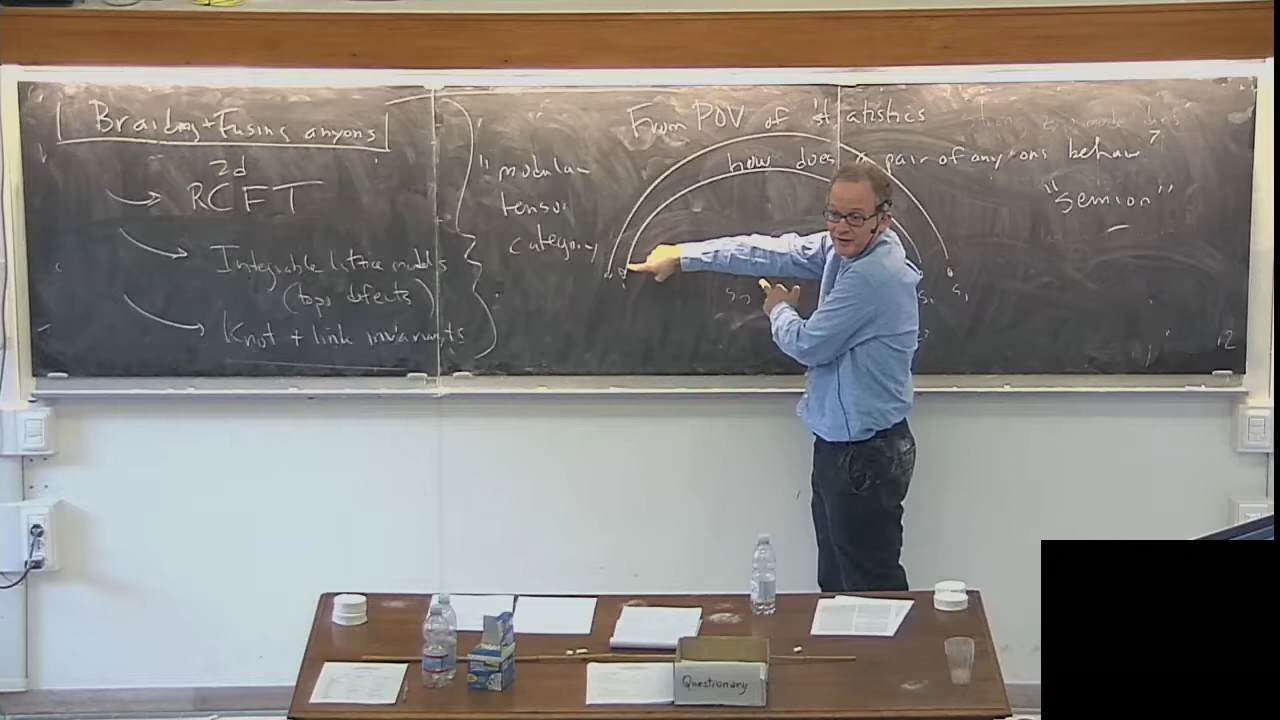 Braiding + Fusing anyons
2d
RCFT
Integrable lattice models
(topo defects)
Knot + link invariants
"modular
tensor
category
From POV of statistics
how does a pair of anyons behave?
"semion"
S₁
Questionary